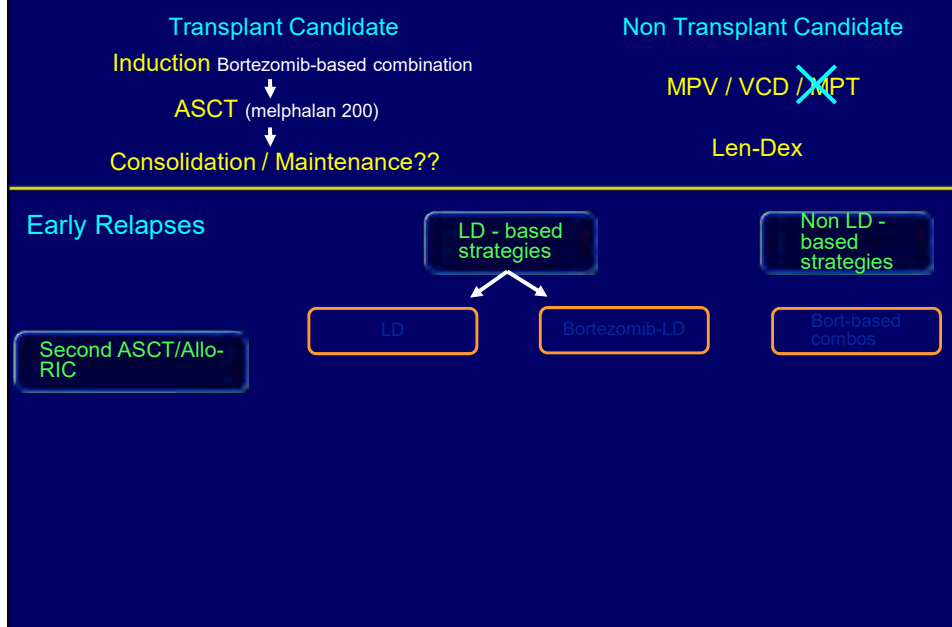 Transplant Candidate
Non Transplant Candidate
Induction Bortezomib-based combination
MPV / VCD / MPT
ASCT (melphalan 200)
Len-Dex
Consolidation / Maintenance??
Early Relapses
LD - based
strategies
Non LD -
based
strategies
LD
Bortezomib-LD
Bort-based
combos
Second ASCT/Allo-
RIC